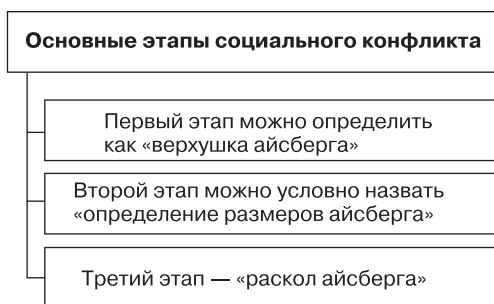 Основные этапы социального конфликта
Первый этап можно определить
как «верхушка айсберга»
Второй этап можно условно назвать
«определение размеров айсберга»
Третий этап — «раскол айсберга»